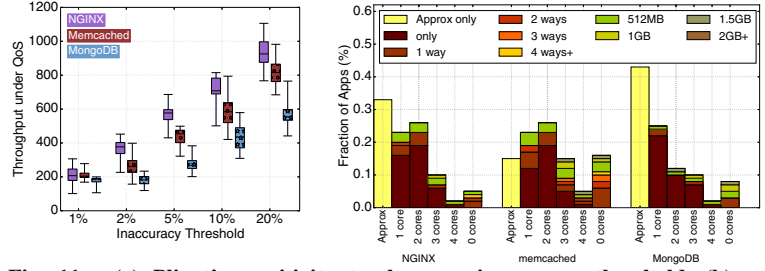 1200
1000
800
600
400
200
0
Throughput under QoS
NGINX
Memcached
MongoDB
1% 2% 5% 10% 20%
Inaccuracy Threshold
0.6
0.5
0.4
0.3
0.2
0.1
0.0
Fraction of Apps (%)
Approx only
only
1 way
2 ways
3 ways
4 ways+
512MB
1GB
1.5GB
2GB+
Approx
1 core
2 cores
3 cores
4 cores
0 cores
Approx
1 core
2 cores
3 cores
4 cores
0 cores
Approx
1 core
2 cores
3 cores
4 cores
0 cores
NGINX memcached MongoDB